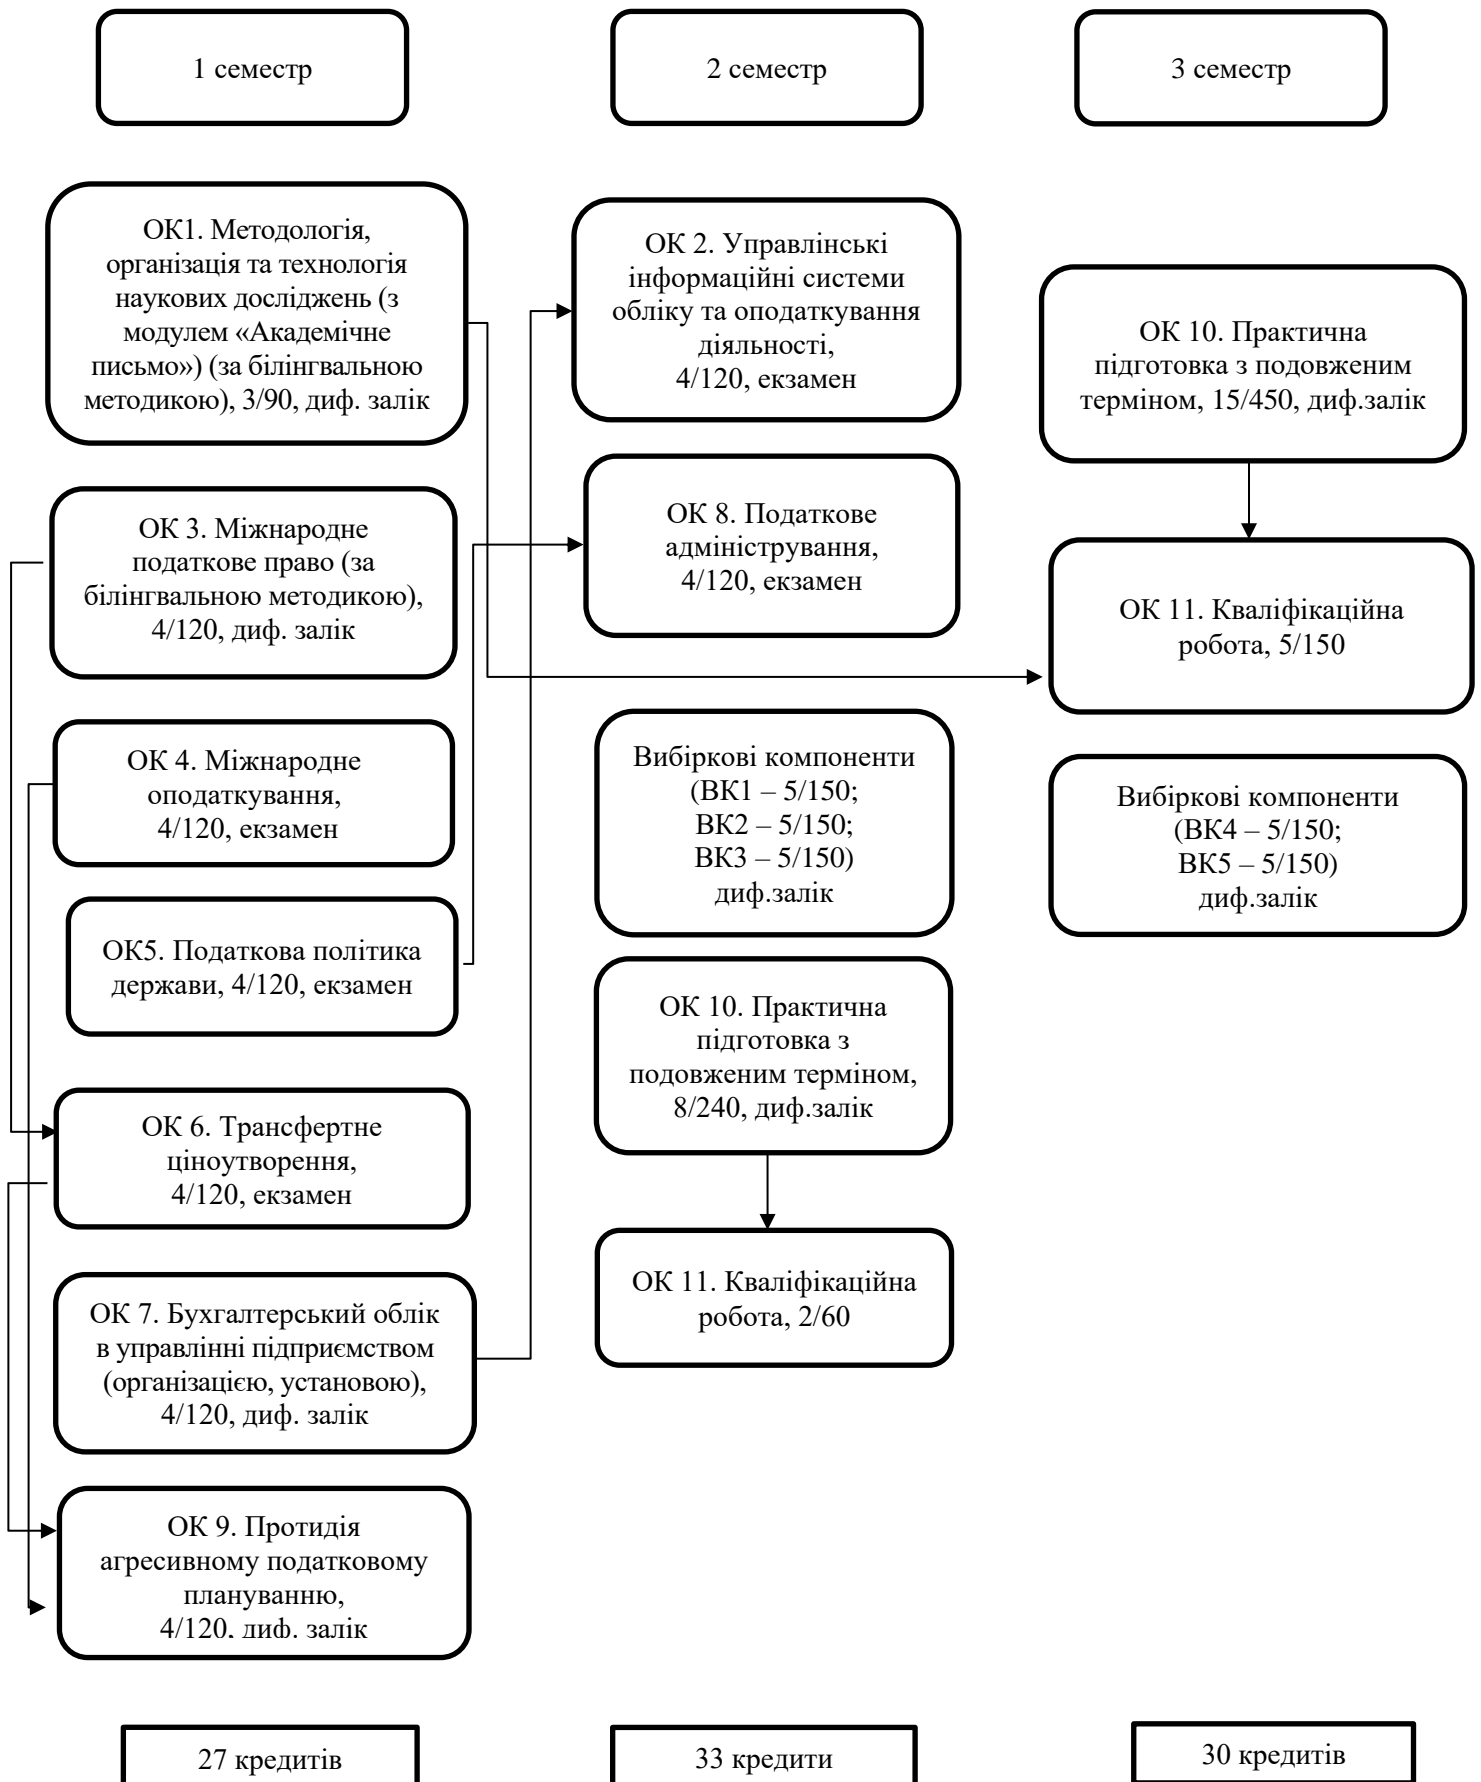 1 семестр
2 семестр
3 семестр
ОК1. Методологія,
організація та технологія
наукових досліджень (з
модулем «Академічне
письмо») (за білінгвальною
методикою), 3/90, диф. залік
ОК 3. Міжнародне
податкове право (за
білінгвальною методикою),
4/120, диф. залік
ОК 4. Міжнародне
оподаткування,
4/120, екзамен
ОК5. Податкова політика
держави, 4/120, екзамен
ОК 6. Трансфертне
ціноутворення,
4/120, екзамен
ОК 7. Бухгалтерський облік
в управлінні підприємством
(організацією, установою),
4/120, диф. залік
ОК 9. Протидія
агресивному податковому
плануванню,
4/120, диф. залік
ОК 2. Управлінські
інформаційні системи
обліку та оподаткування
діяльності,
4/120, екзамен
ОК 8. Податкове
адміністрування,
4/120, екзамен
Вибіркові компоненти
(ВК1 – 5/150;
ВК2 – 5/150;
ВК3 – 5/150)
диф.залік
ОК 10. Практична
підготовка з
подовженим терміном,
8/240, диф.залік
ОК 11. Кваліфікаційна
робота, 2/60
ОК 10. Практична
підготовка з подовженим
терміном, 15/450, диф.залік
ОК 11. Кваліфікаційна
робота, 5/150
Вибіркові компоненти
(ВК4 – 5/150;
ВК5 – 5/150)
диф.залік
27 кредитів
33 кредити
30 кредитів